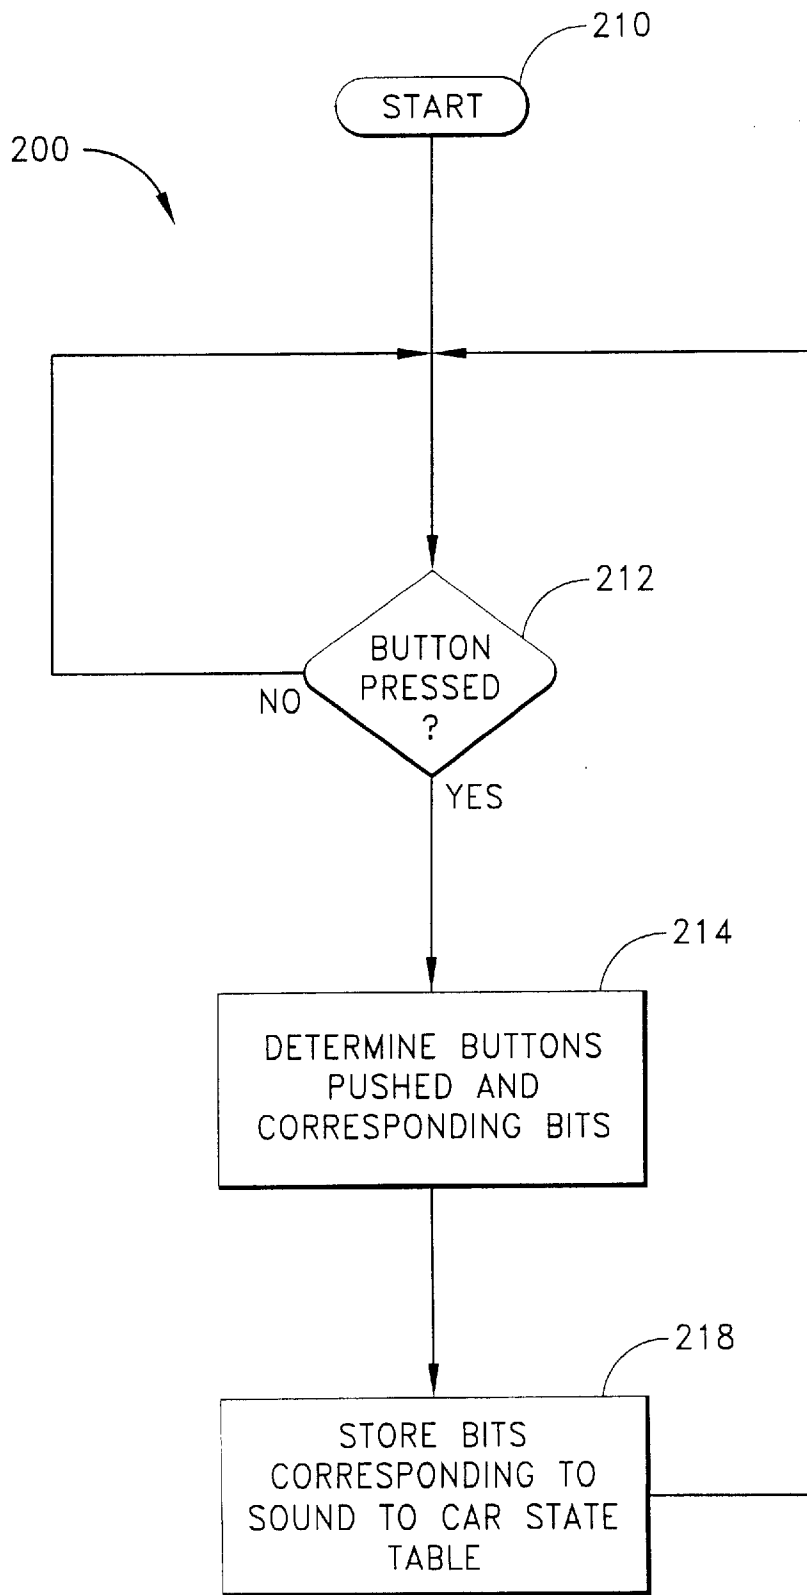 210
START
200
212
BUTTON
PRESSED
?
NO
YES
214
DETERMINE BUTTONS
PUSHED AND
CORRESPONDING BITS
218
STORE BITS
CORRESPONDING TO
SOUND TO CAR STATE
TABLE